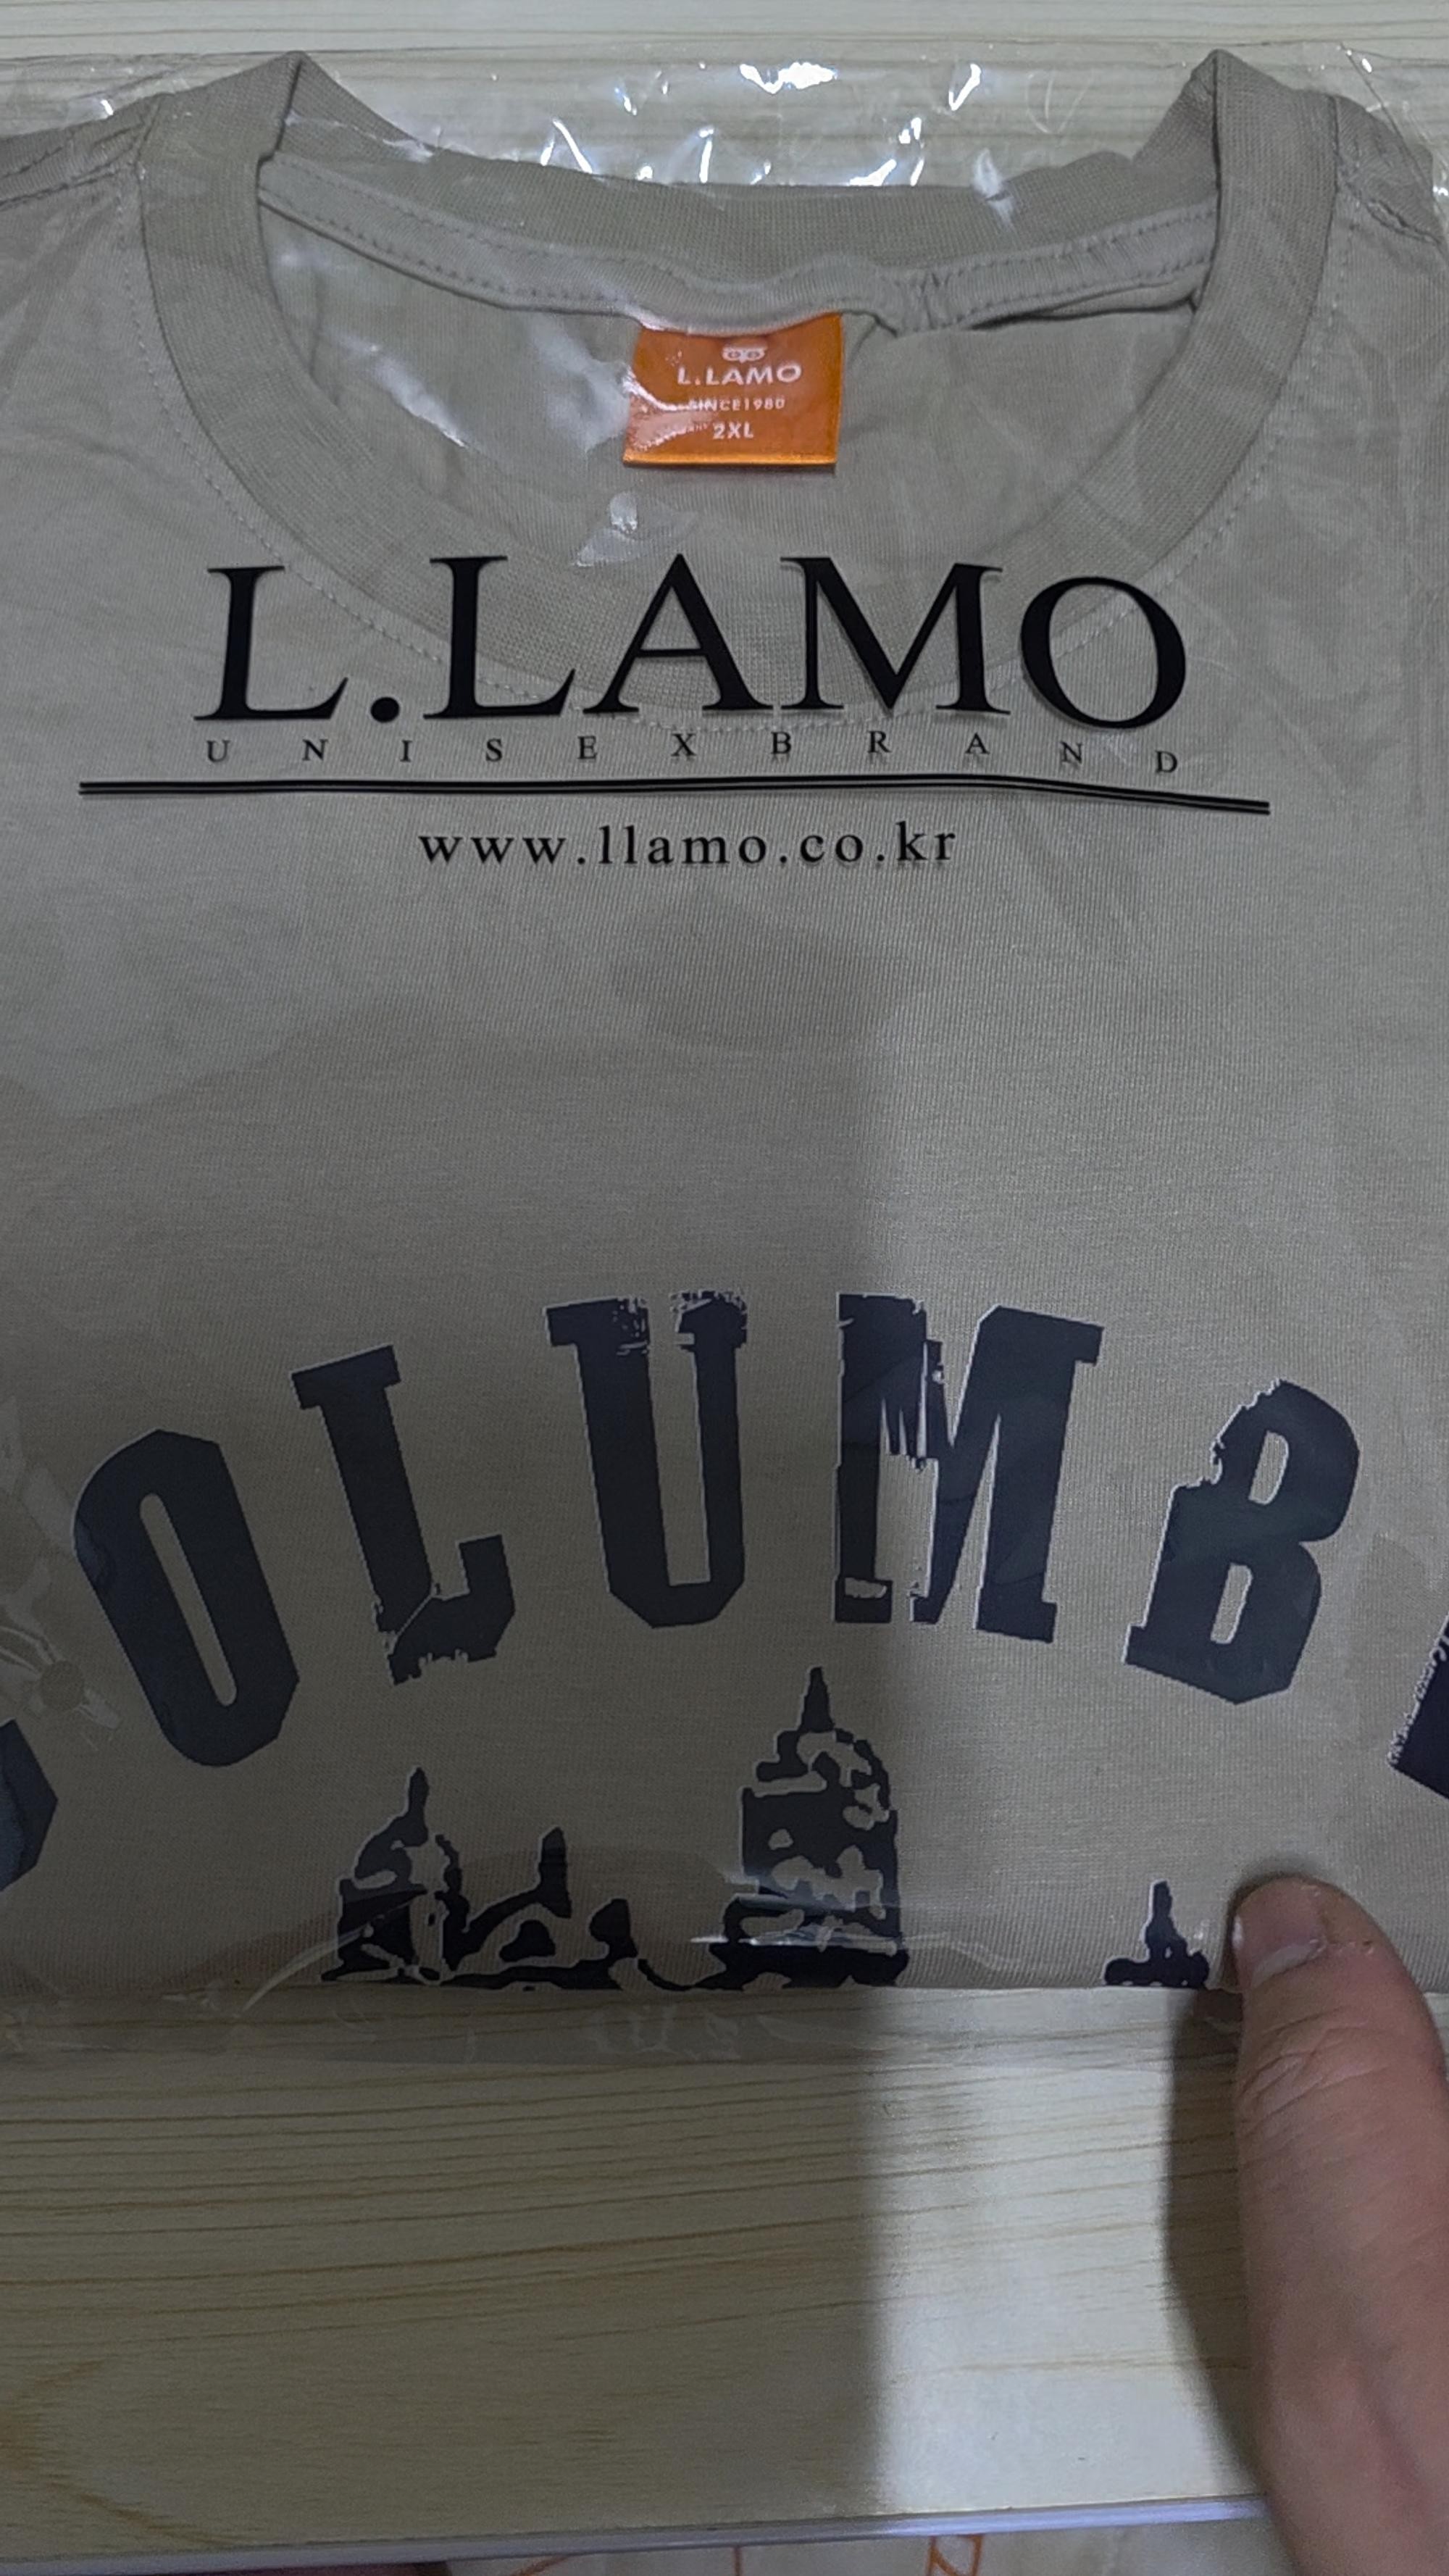 L.LAMO
SINCE1980
2XL
L.LAMO
UNISEXBRAND
www.llamo.co.kr
OLUMB